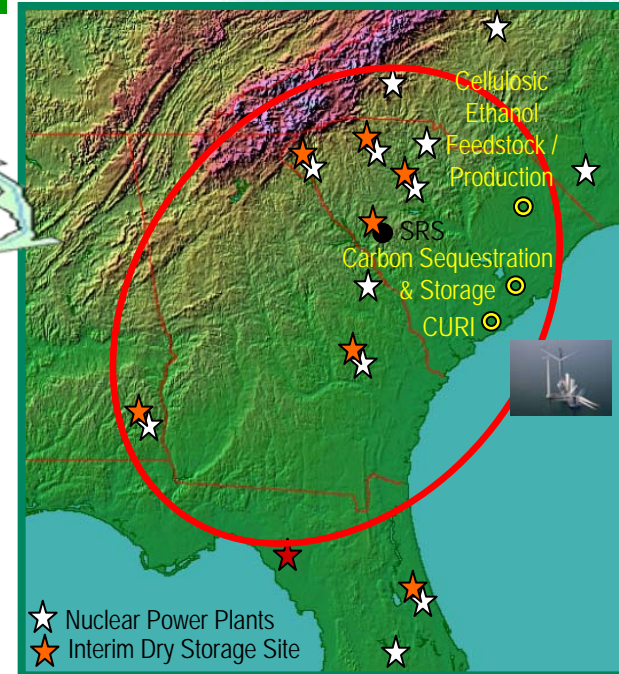 Cellulosic
Ethanol
Feedstock /
Production
SRS
Carbon Sequestration
& Storage
CURI
Nuclear Power Plants
Interim Dry Storage Site